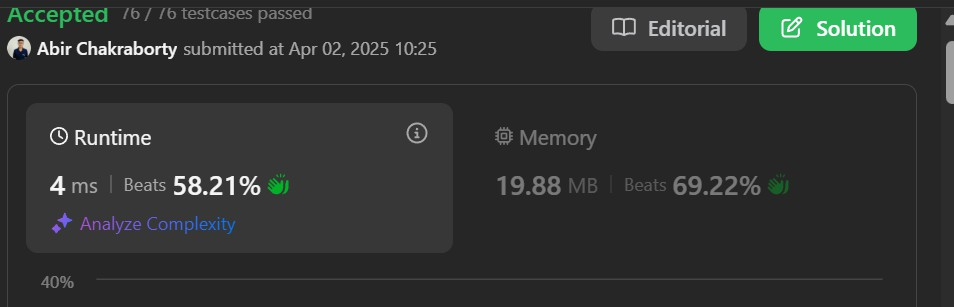 Accepted 76 / 76 testcases passed
Abir Chakraborty submitted at Apr 02, 2025 10:25
Editorial
Solution
Runtime
4 ms | Beats 58.21%
Analyze Complexity
Memory
19.88 MB | Beats 69.22%
40%